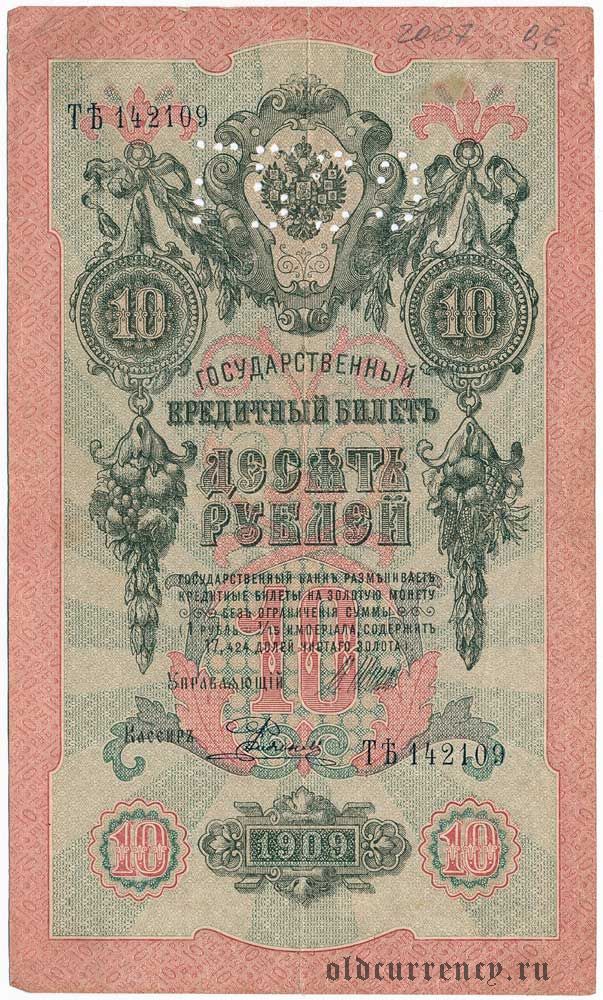 2007 0,6
ТѢ 142109
10 10
ГОСУДАРСТВЕННЫЙ
КРЕДИТНЫЙ БИЛЕТЪ
ДЕСЯТЬ
РУБЛЕЙ
ГОСУДАРСТВЕННЫЙ БАНКЪ РАЗМѢНИВАЕТЪ
КРЕДИТНЫЕ БИЛЕТЫ НА ЗОЛОТУЮ МОНЕТУ
БЕЗЪ ОГРАНИЧЕНІЯ СУММЫ
(1 РУБЛЬ = 1/15 ИМПЕРІАЛА, СОДЕРЖИТЪ
17,424 ДОЛЕЙ ЧИСТАГО ЗОЛОТА)
10
УПРАВЛЯЮЩІЙ
КАССИРЪ
ТѢ 142109
10 1909 10
oldcurrency.ru